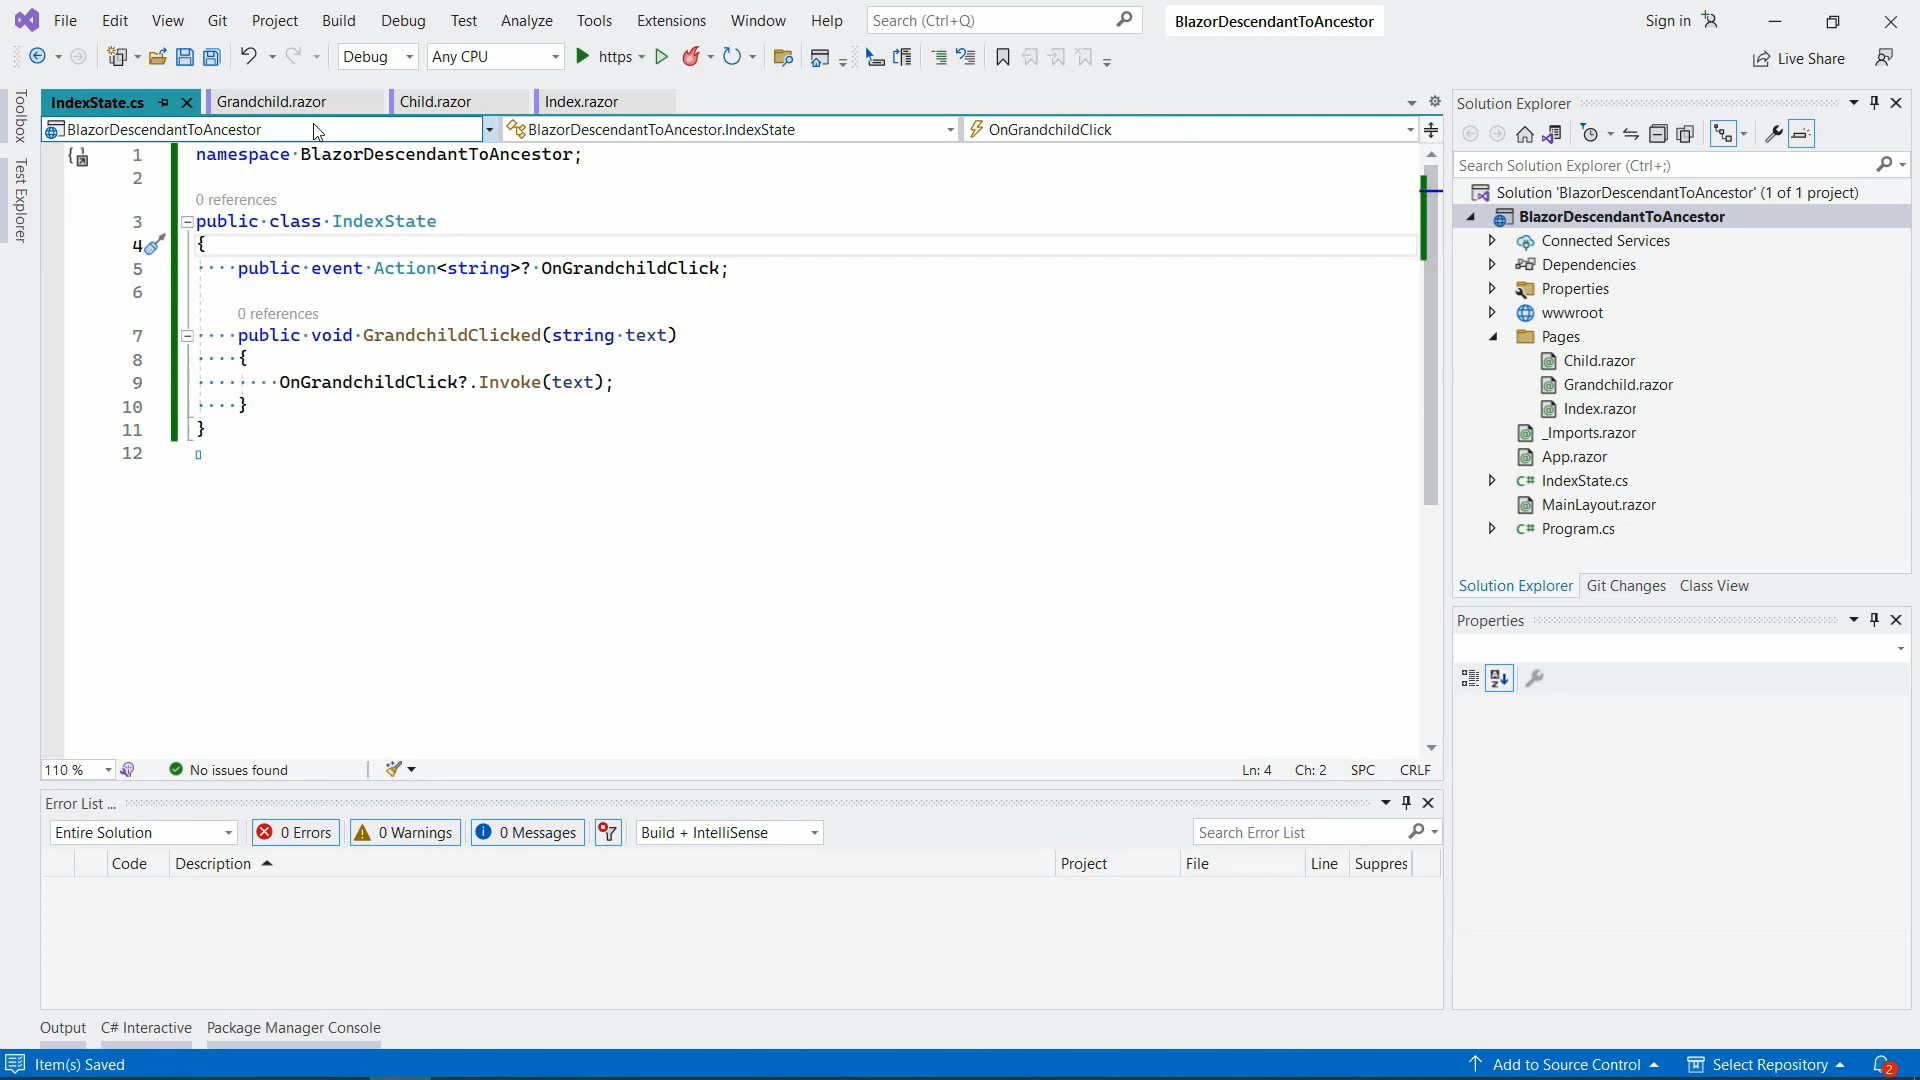 File Edit View Git Project Build Debug Test Analyze Tools Extensions Window Help Search (Ctrl+Q) BlazorDescendantToAncestor Sign in
Debug Any CPU https Live Share
Toolbox
Test Explorer
IndexState.cs Grandchild.razor Child.razor Index.razor
BlazorDescendantToAncestor BlazorDescendantToAncestor.IndexState OnGrandchildClick
1 namespace BlazorDescendantToAncestor;
2
0 references
3 public class IndexState
4 {
5 public event Action<string>? OnGrandchildClick;
6
0 references
7 public void GrandchildClicked(string text)
8 {
9 OnGrandchildClick?.Invoke(text);
10 }
11 }
12
110 % No issues found Ln: 4 Ch: 2 SPC CRLF
Error List ...
Entire Solution 0 Errors 0 Warnings 0 Messages Build + IntelliSense Search Error List
Code Description Project File Line Suppres
Output C# Interactive Package Manager Console
Solution Explorer
Search Solution Explorer (Ctrl+;)
Solution 'BlazorDescendantToAncestor' (1 of 1 project)
BlazorDescendantToAncestor
Connected Services
Dependencies
Properties
wwwroot
Pages
Child.razor
Grandchild.razor
Index.razor
_Imports.razor
App.razor
C# IndexState.cs
MainLayout.razor
C# Program.cs
Solution Explorer Git Changes Class View
Properties
Item(s) Saved Add to Source Control Select Repository 2